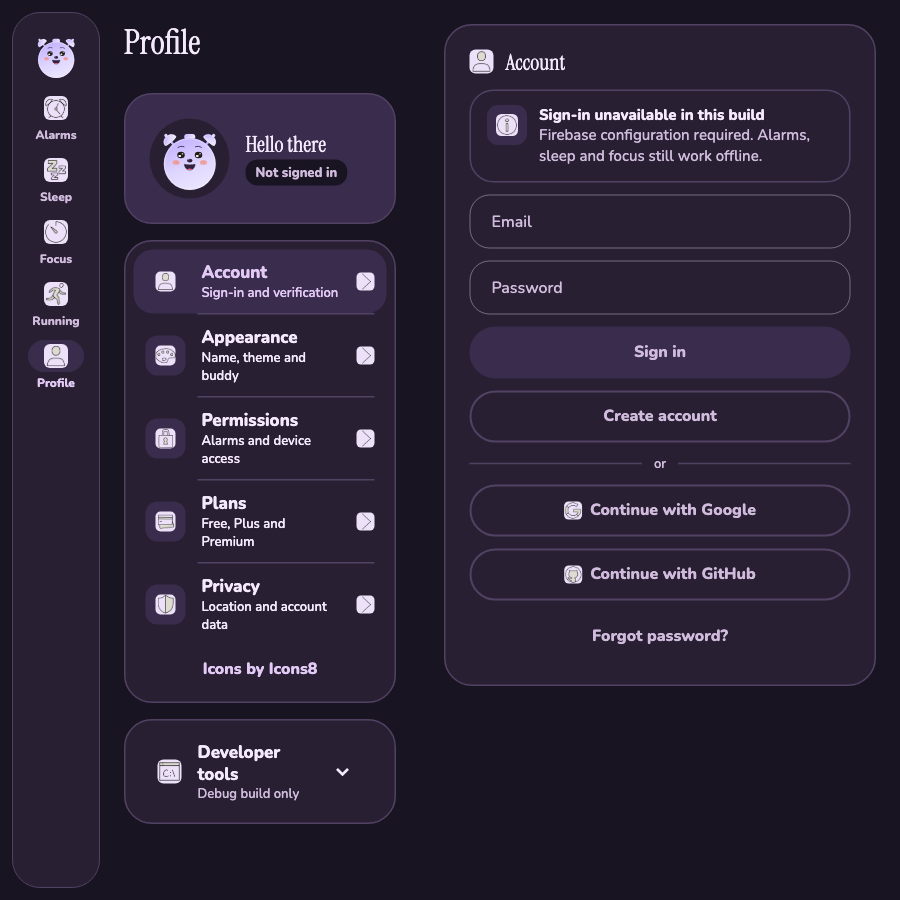 Alarms
Sleep
Focus
Running
Profile
Profile
Hello there
Not signed in
Account
Sign-in and verification
Appearance
Name, theme and
buddy
Permissions
Alarms and device
access
Plans
Free, Plus and
Premium
Privacy
Location and account
data
Icons by Icons8
C:\
Developer
tools
Debug build only
Account
Sign-in unavailable in this build
Firebase configuration required. Alarms,
sleep and focus still work offline.
Email
Password
Sign in
Create account
or
Continue with Google
Continue with GitHub
Forgot password?